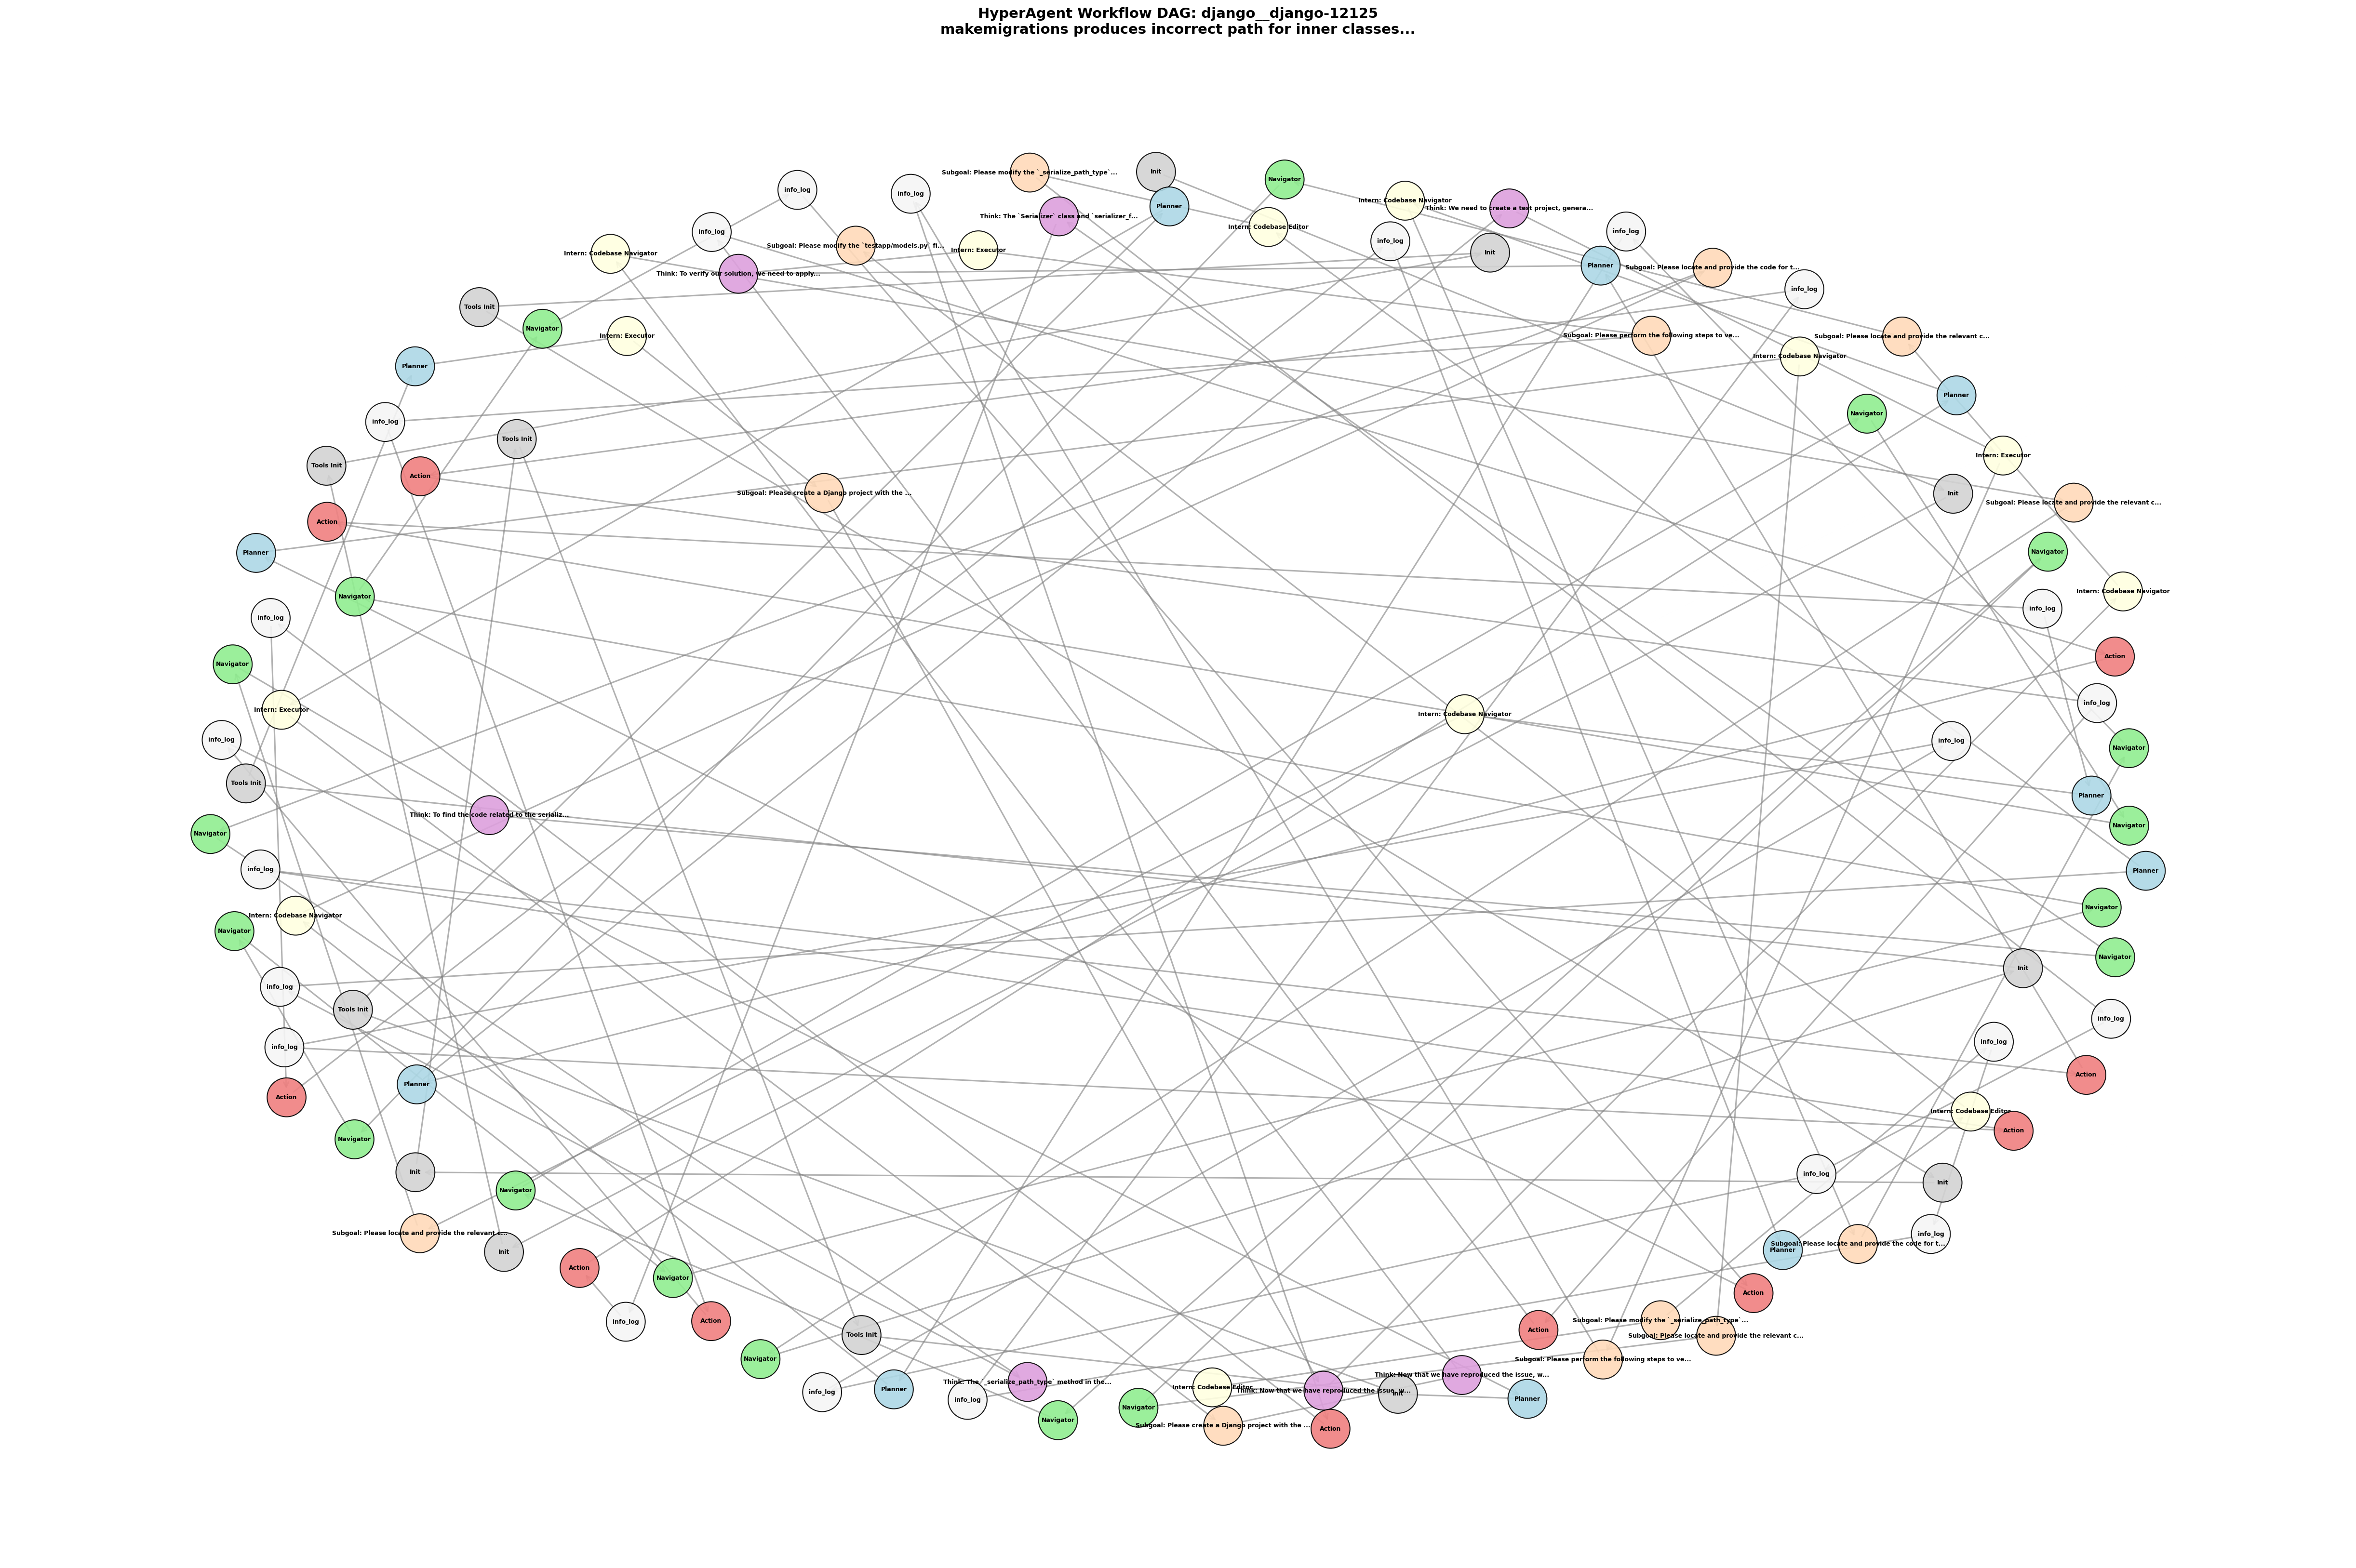 HyperAgent Workflow DAG: django__django-12125
makemigrations produces incorrect path for inner classes...
Subgoal: Please modify the `_serialize_path_type`...
Init
Navigator
info_log
info_log
Intern: Codebase Navigator
Planner
Think: We need to create a test project, genera...
Think: The `Serializer` class and `serializer_f...
Intern: Codebase Editor
info_log
info_log
info_log
Subgoal: Please modify the `testapp/models.py` fi...
Intern: Executor
Init
Intern: Codebase Navigator
Planner
Subgoal: Please locate and provide the code for t...
Think: To verify our solution, we need to apply...
info_log
Tools Init
Navigator
Intern: Executor
Subgoal: Please perform the following steps to ve...
Subgoal: Please locate and provide the relevant c...
Intern: Codebase Navigator
Planner
Planner
Navigator
info_log
Tools Init
Intern: Executor
Tools Init
Action
Subgoal: Please create a Django project with the ...
Init
Subgoal: Please locate and provide the relevant c...
Action
Planner
Navigator
Intern: Codebase Navigator
Navigator
info_log
info_log
Action
Navigator
Intern: Executor
info_log
Intern: Codebase Navigator
info_log
info_log
Navigator
Tools Init
Planner
Think: To find the code related to the serializ...
Navigator
Navigator
info_log
Planner
Intern: Codebase Navigator
Navigator
Navigator
Navigator
Init
info_log
Tools Init
info_log
info_log
info_log
Action
Planner
Action
Intern: Codebase Editor
Action
Navigator
Init
info_log
Init
Navigator
Subgoal: Please locate and provide the relevant c...
info_log
Init
Planner
Subgoal: Please locate and provide the code for t...
Action
Navigator
Action
info_log
Action
Subgoal: Please modify the `_serialize_path_type`...
Action
Tools Init
Subgoal: Please locate and provide the relevant c...
Navigator
Subgoal: Please perform the following steps to ve...
Think: Now that we have reproduced the issue, w...
Think: The `_serialize_path_type` method in the...
Intern: Codebase Editor
Planner
info_log
Think: Now that we have reproduced the issue, w...
Init
Planner
info_log
Navigator
Navigator
Subgoal: Please create a Django project with the ...
Action